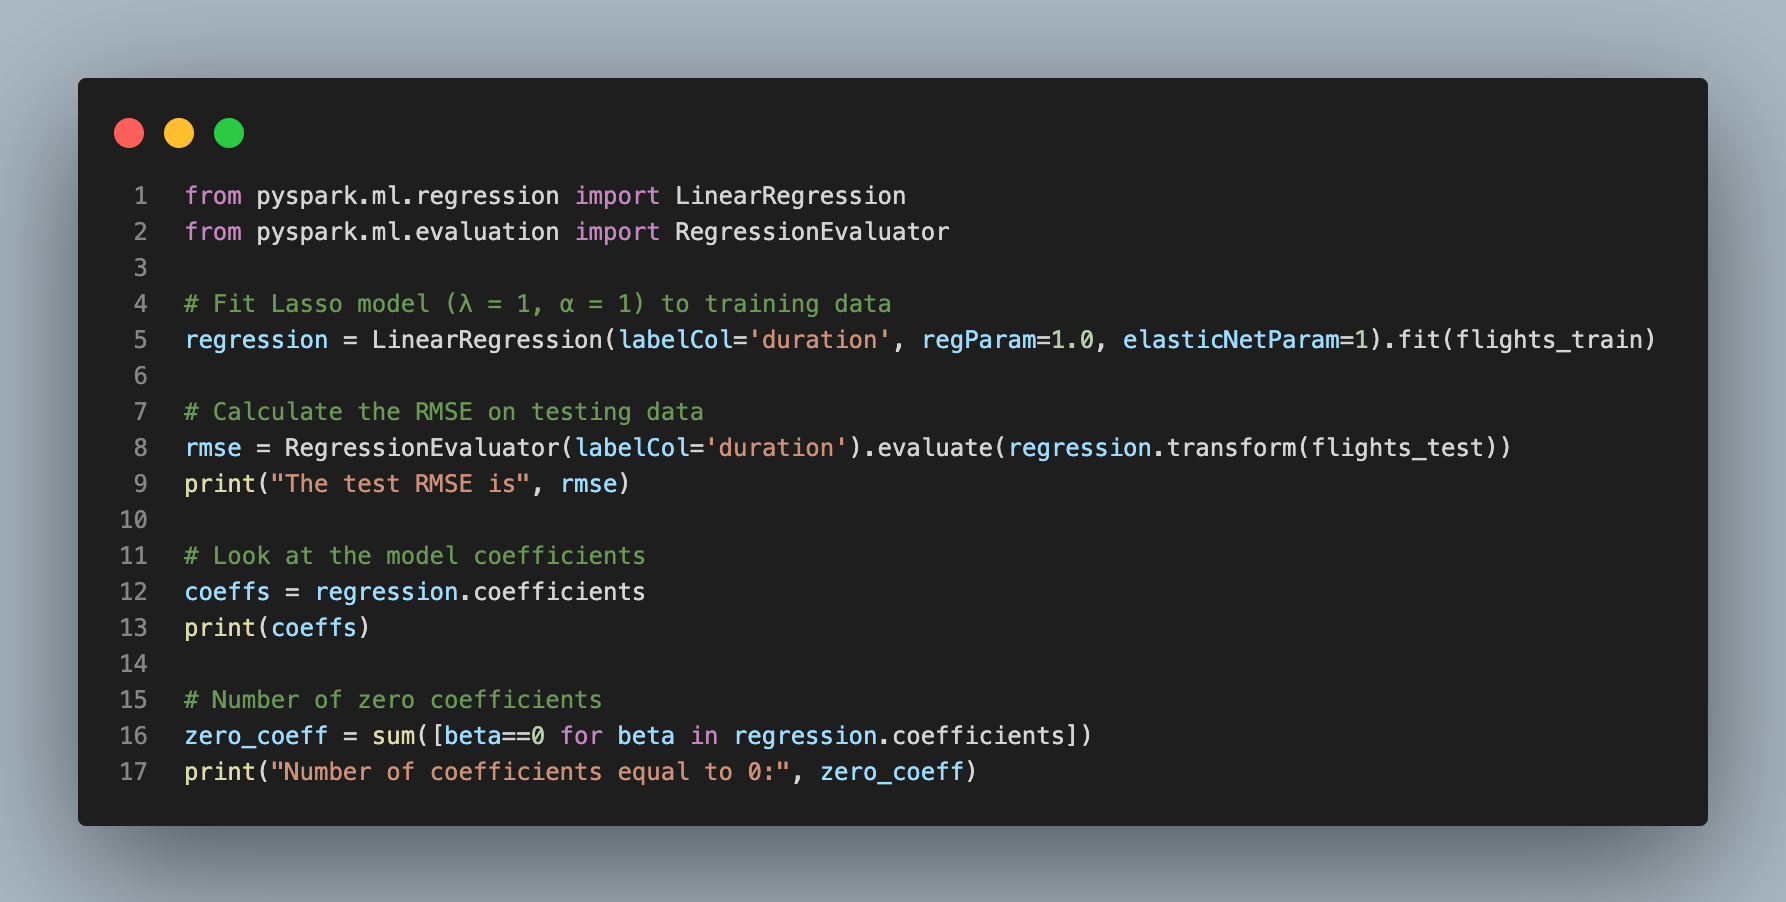 1 from pyspark.ml.regression import LinearRegression
2 from pyspark.ml.evaluation import RegressionEvaluator
3
4 # Fit Lasso model (λ = 1, α = 1) to training data
5 regression = LinearRegression(labelCol='duration', regParam=1.0, elasticNetParam=1).fit(flights_train)
6
7 # Calculate the RMSE on testing data
8 rmse = RegressionEvaluator(labelCol='duration').evaluate(regression.transform(flights_test))
9 print("The test RMSE is", rmse)
10
11 # Look at the model coefficients
12 coeffs = regression.coefficients
13 print(coeffs)
14
15 # Number of zero coefficients
16 zero_coeff = sum([beta==0 for beta in regression.coefficients])
17 print("Number of coefficients equal to 0:", zero_coeff)